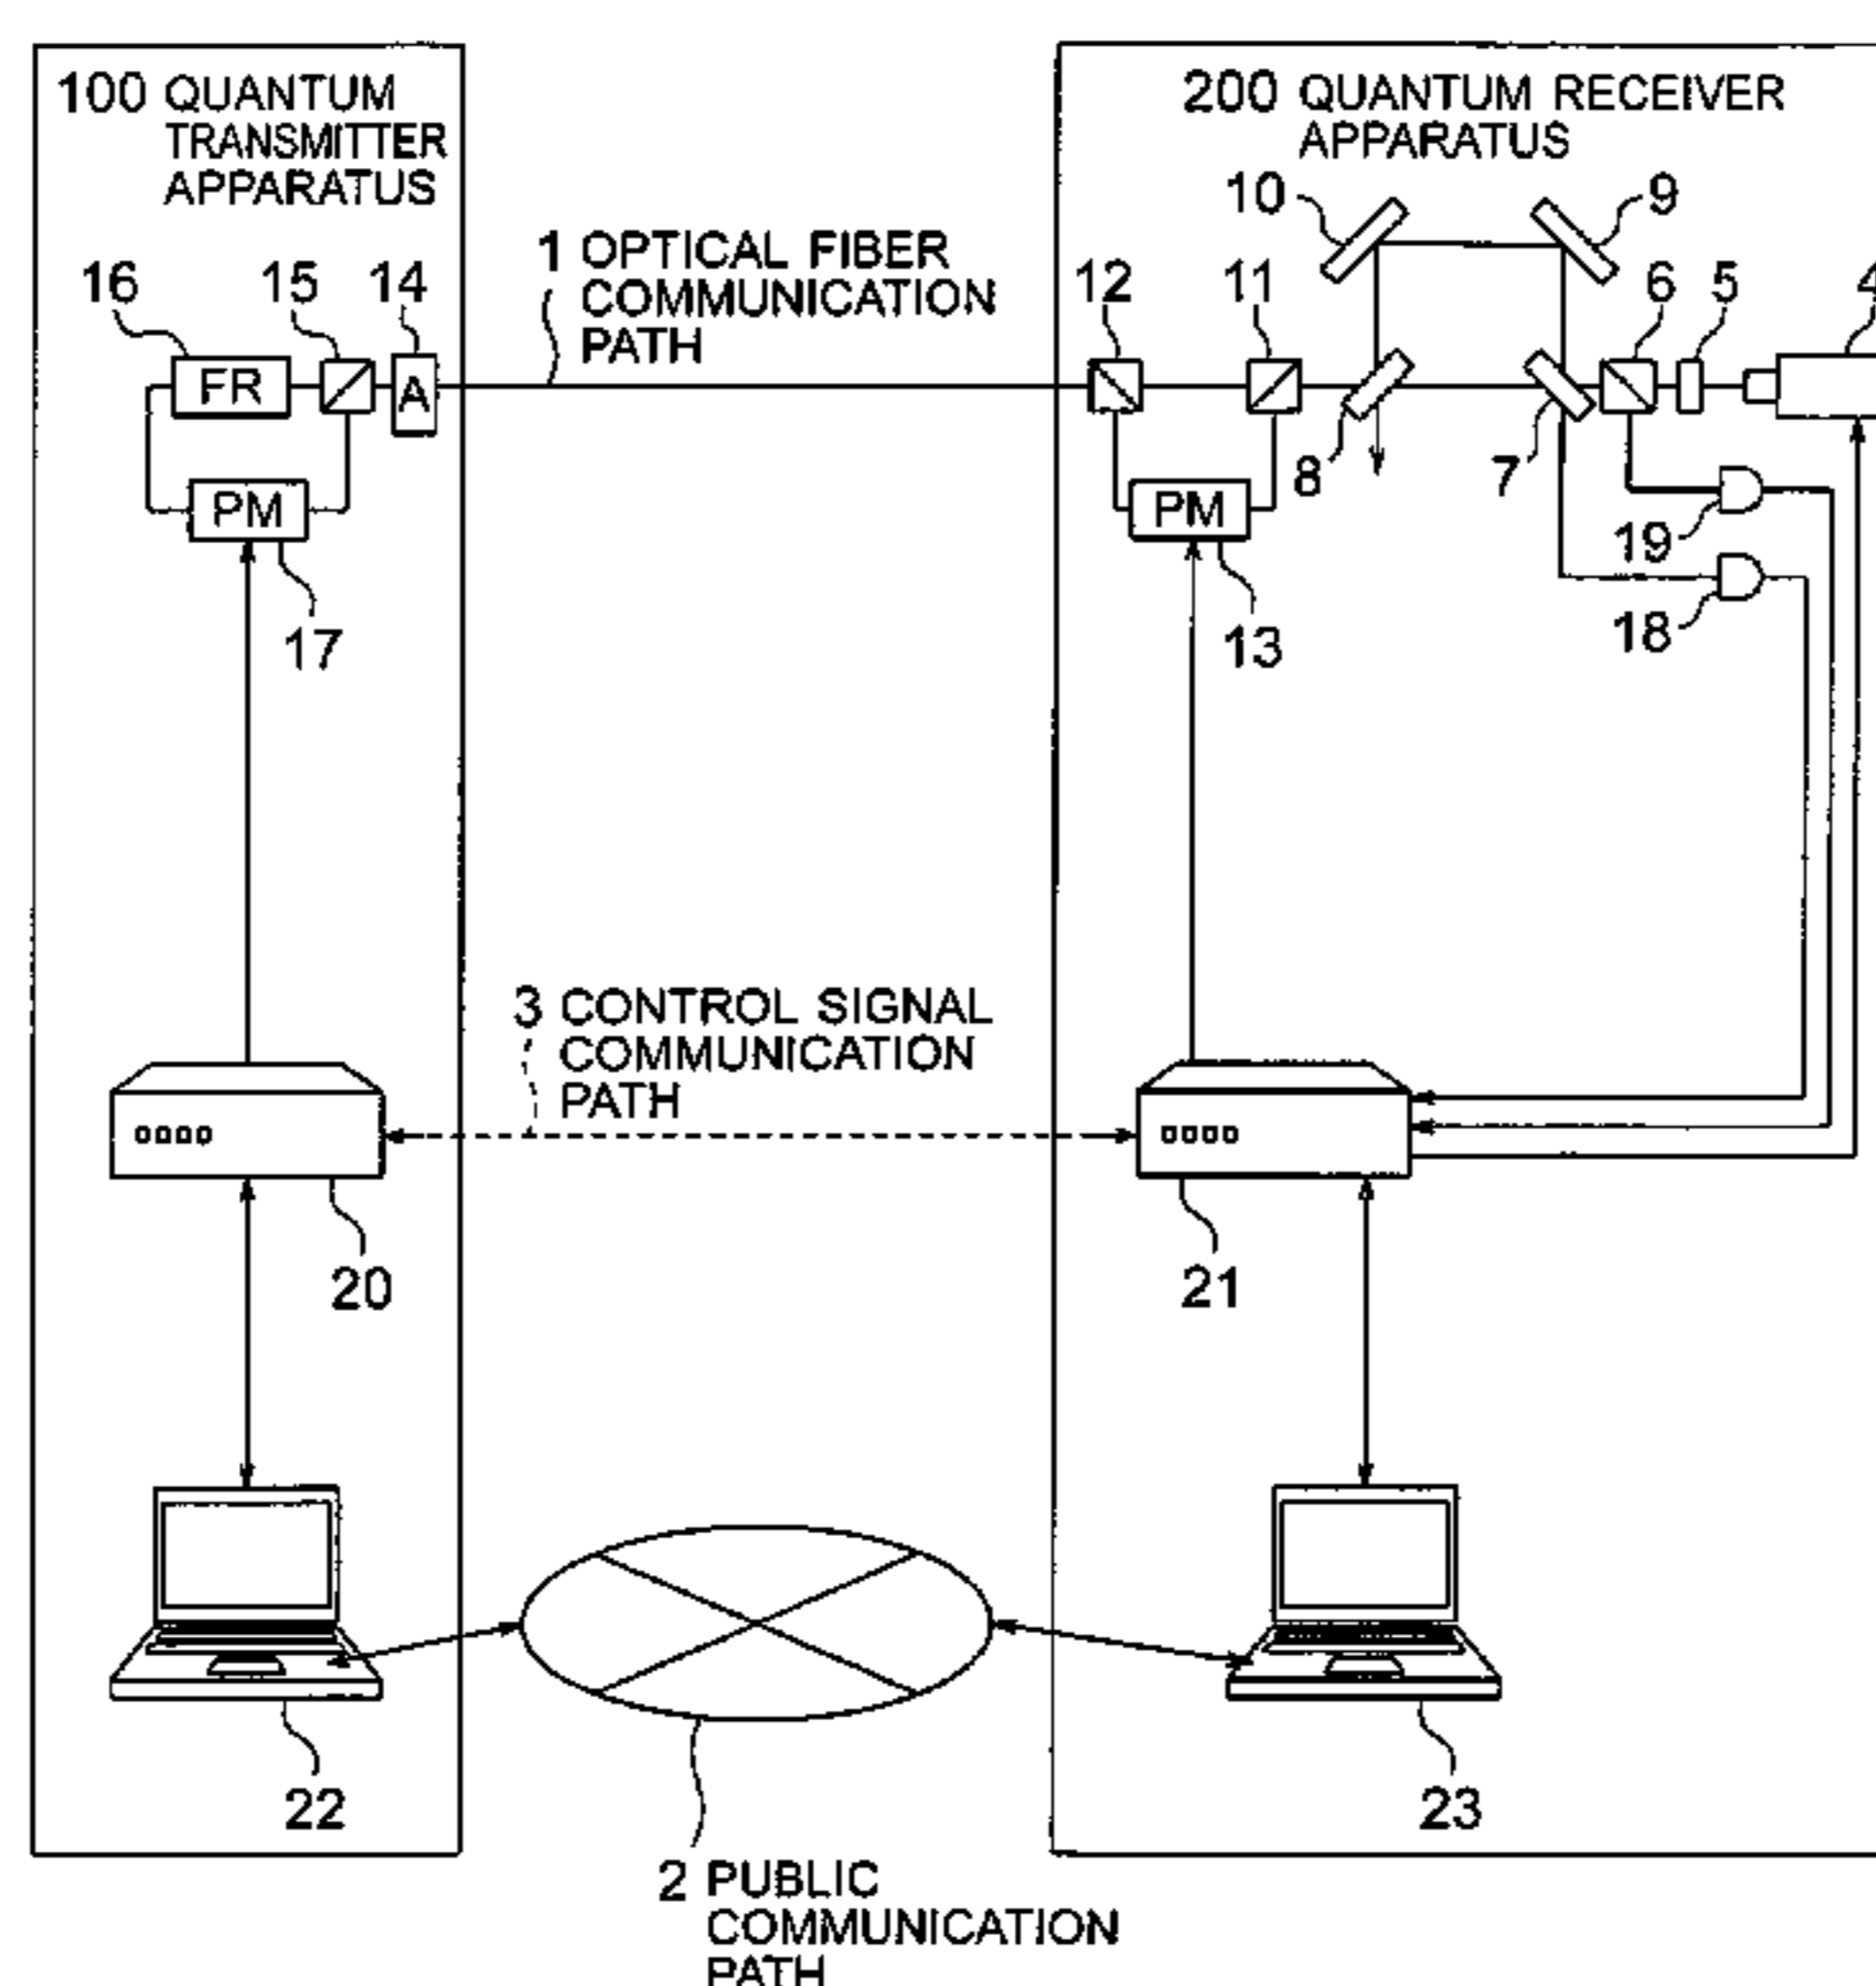 100 QUANTUM
TRANSMITTER
APPARATUS
200 QUANTUM RECEIVER
APPARATUS
10
9
1 OPTICAL FIBER
COMMUNICATION
PATH
16
15
14
12
11
6
5
4
FR
A
8
7
PM
PM
19
18
17
13
3 CONTROL SIGNAL
COMMUNICATION
PATH
20
21
22
23
2 PUBLIC
COMMUNICATION
PATH